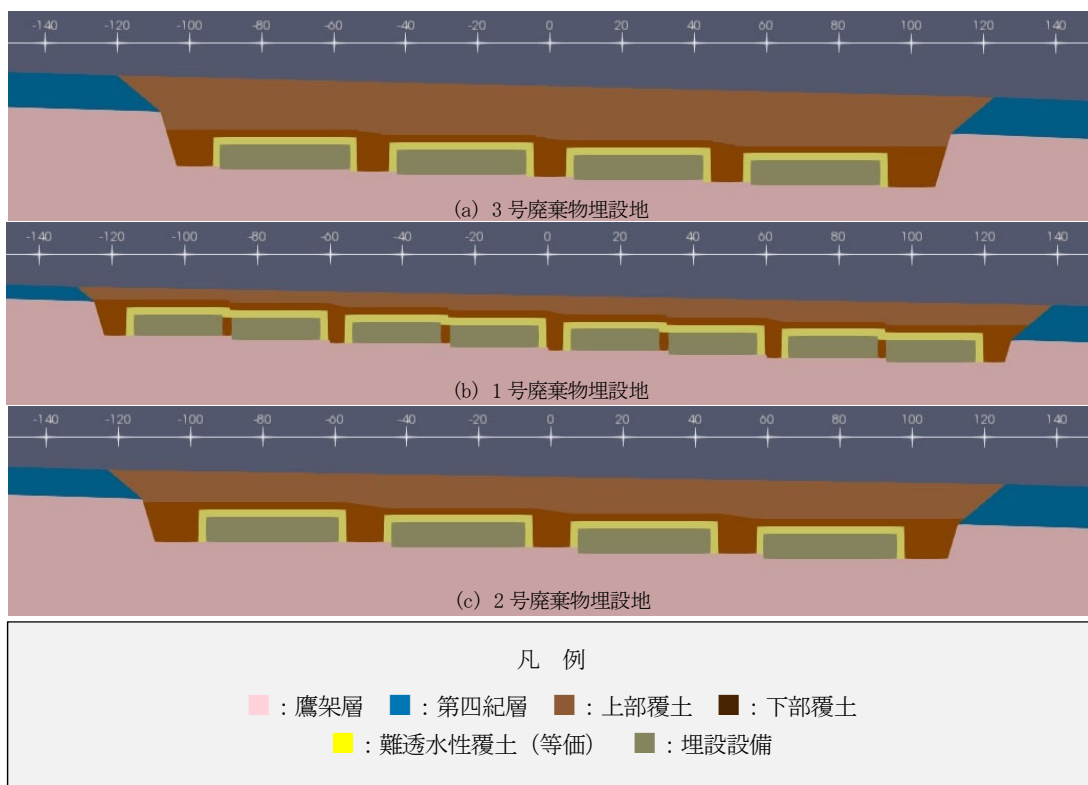 -140 -120 -100 -80 -60 -40 -20 0 20 40 60 80 100 120 140
(a) 3号廃棄物埋設地
-140 -120 -100 -80 -60 -40 -20 0 20 40 60 80 100 120 140
(b) 1号廃棄物埋設地
-140 -120 -100 -80 -60 -40 -20 0 20 40 60 80 100 120 140
(c) 2号廃棄物埋設地
凡 例
:鷹架層 :第四紀層 :上部覆土 :下部覆土
:難透水性覆土(等価) :埋設設備